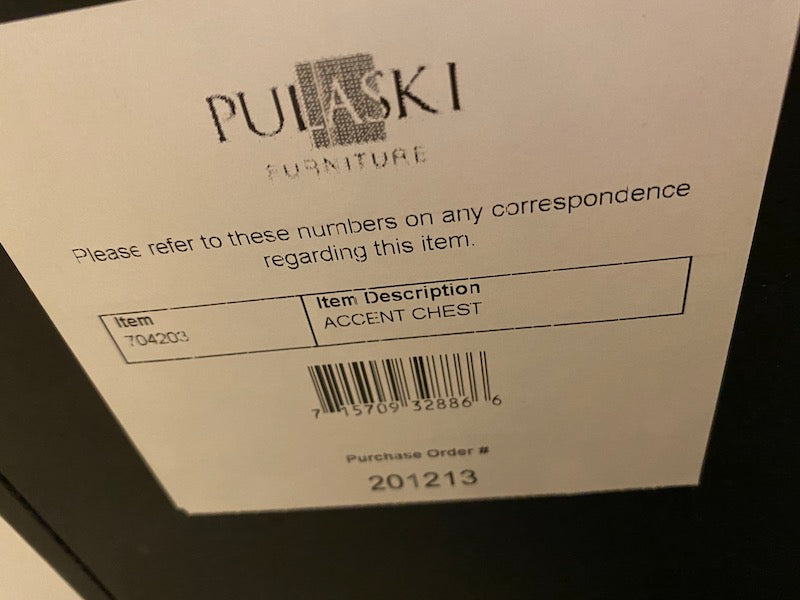 PULASKI
FURNITURE
Please refer to these numbers on any correspondence
regarding this item.
Item
704203
Item Description
ACCENT CHEST
7 15709 32886 6
Purchase Order #
201213